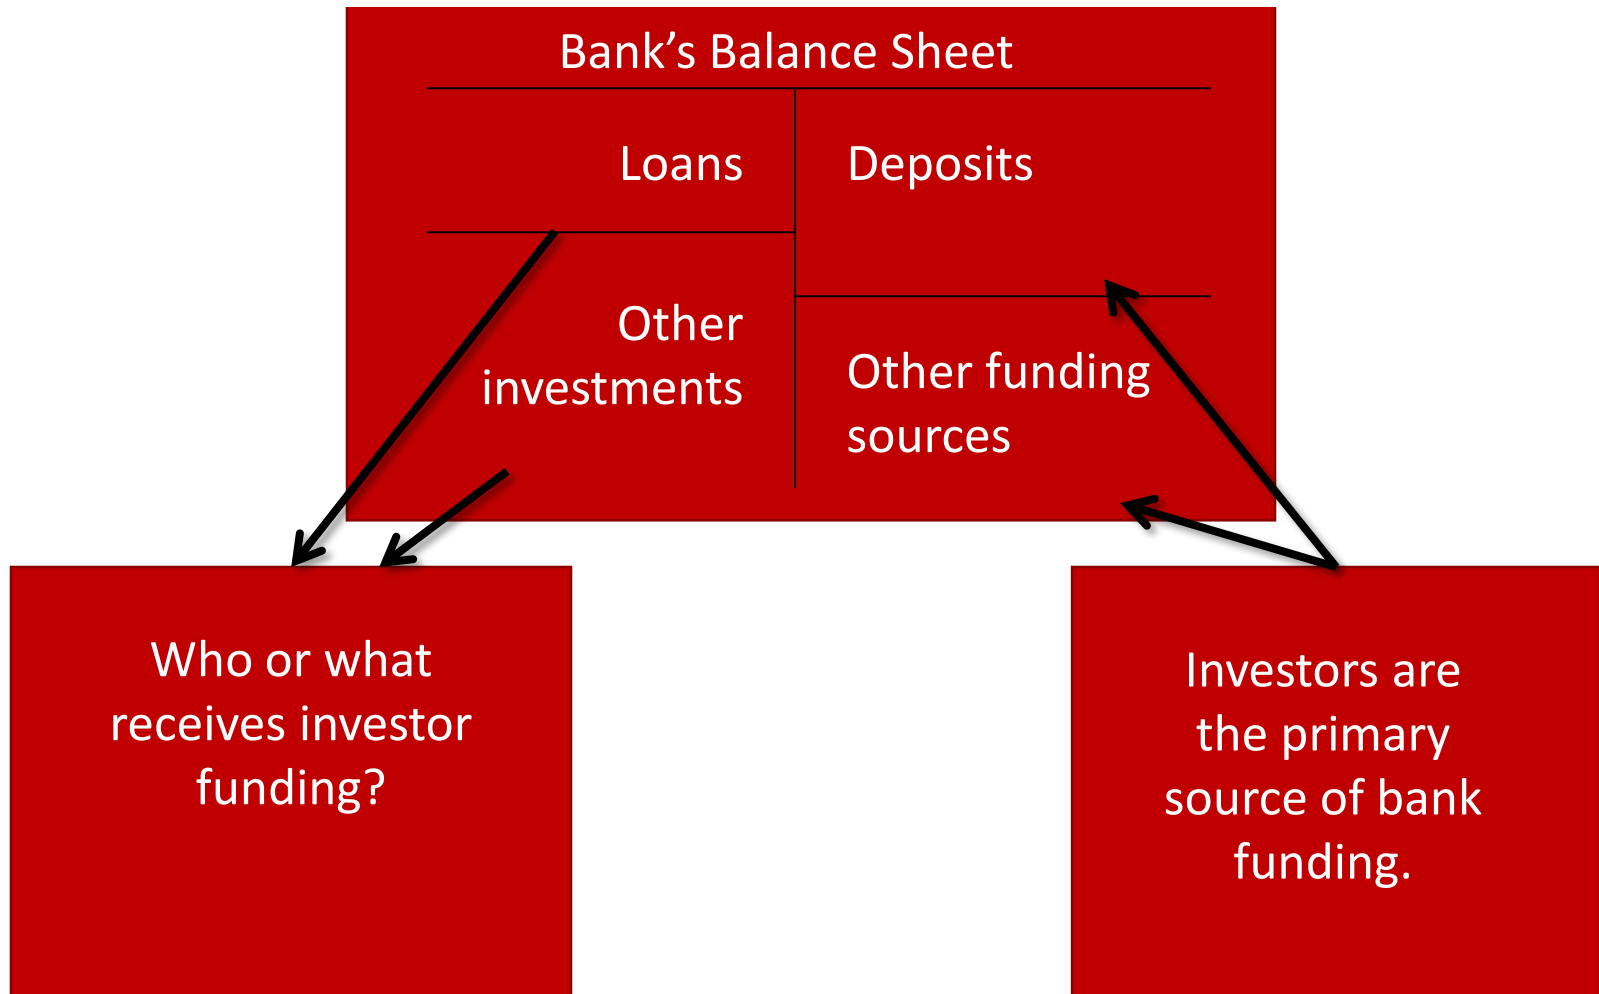 Bank’s Balance Sheet
Loans
Deposits
Other
investments
Other funding
sources
Who or what
receives investor
funding?
Investors are
the primary
source of bank
funding.